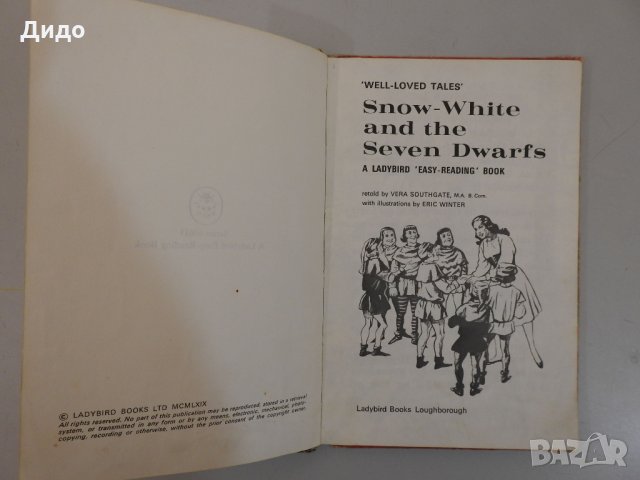 Дидо
© LADYBIRD BOOKS LTD MCMLXIX
All rights reserved. No part of this publication may be reproduced, stored in a retrieval
system, or transmitted in any form or by any means, electronic, mechanical, photo-
copying, recording or otherwise, without the prior consent of the copyright owner.
'WELL-LOVED TALES'
Snow-White
and the
Seven Dwarfs
A LADYBIRD 'EASY-READING' BOOK
retold by VERA SOUTHGATE, M.A. B.Com.
with illustrations by ERIC WINTER
Ladybird Books Loughborough
BAZAR